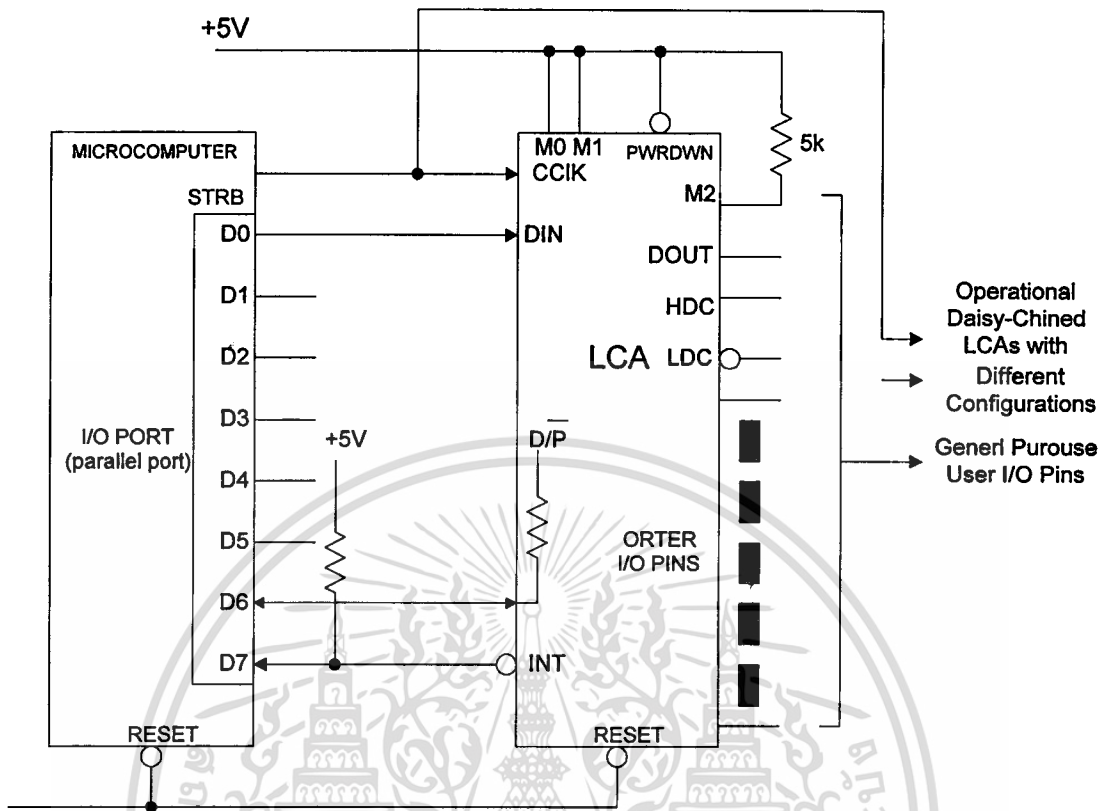 +5V
MICROCOMPUTER
STRB
D0
D1
D2
D3
D4
D5
D6
D7
I/O PORT
(parallel port)
RESET
+5V
M0 M1
PWRDWN
CCIK
M2
DIN
DOUT
HDC
LCA
LDC
D/P̅
ORTER
I/O PINS
INT
RESET
5k
Operational
Daisy-Chined
LCAs with
Different
Configurations
Generl Purouse
User I/O Pins